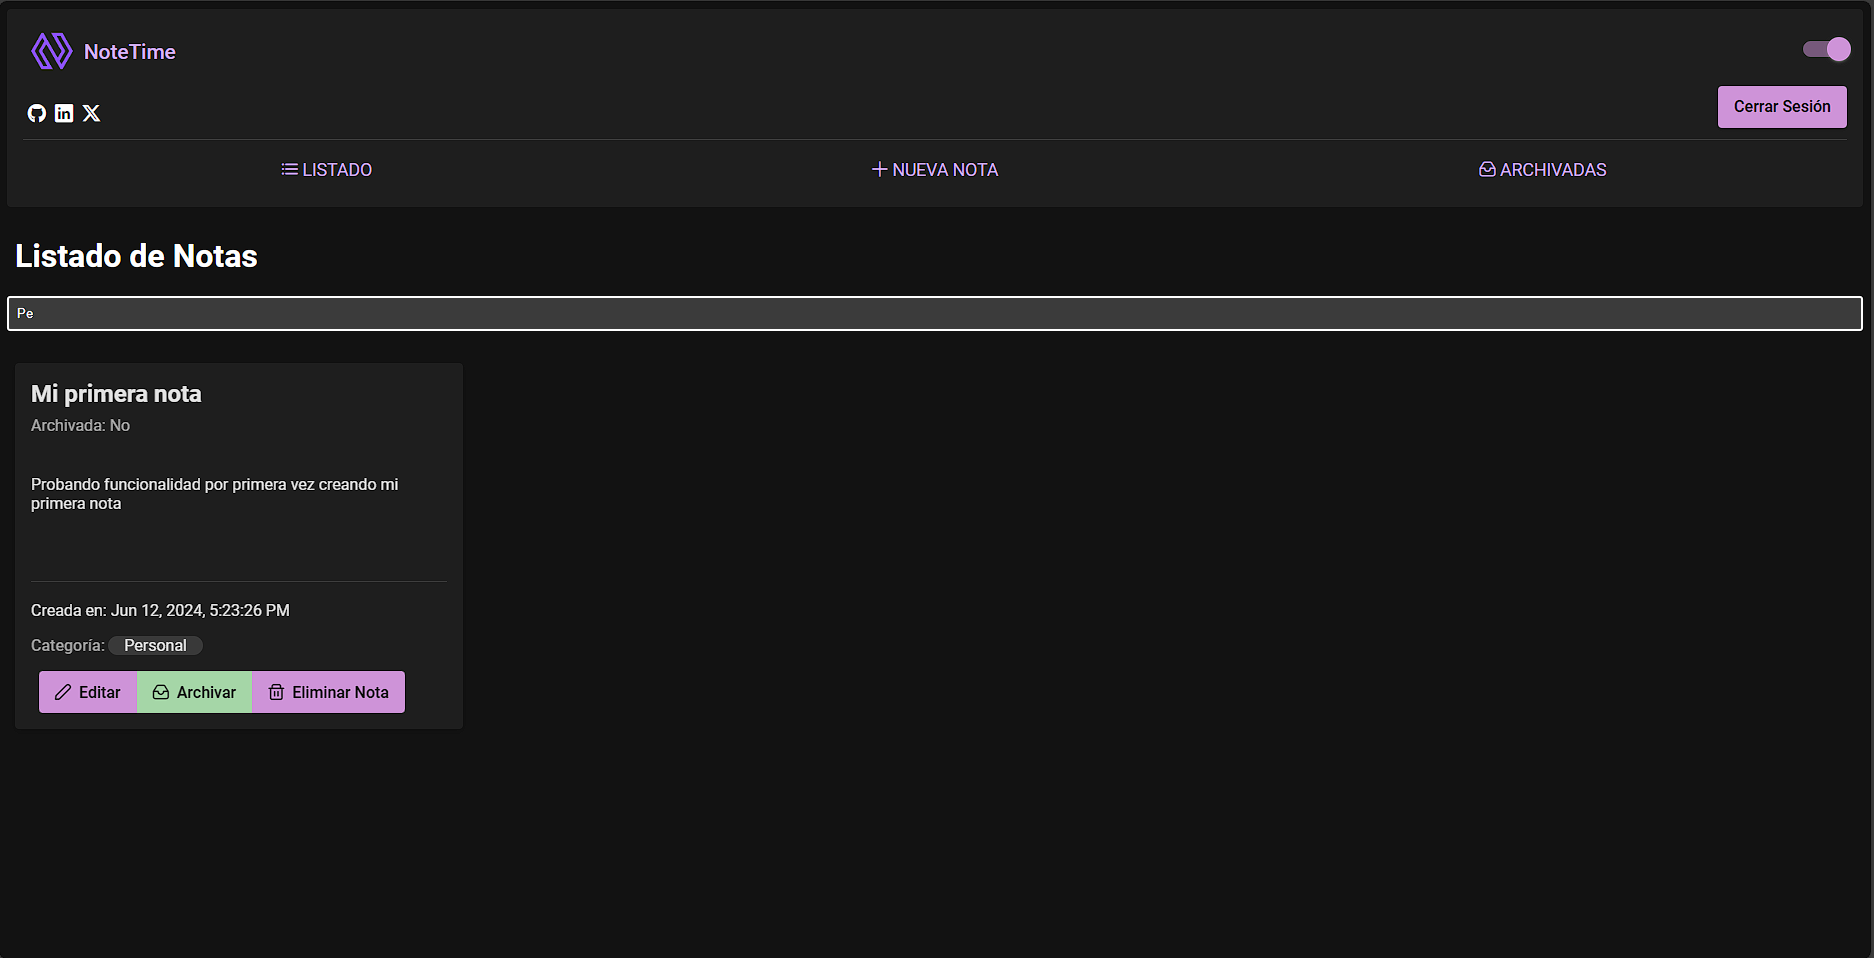 NoteTime
Cerrar Sesión
LISTADO
NUEVA NOTA
ARCHIVADAS
Listado de Notas
Pe
Mi primera nota
Archivada: No
Probando funcionalidad por primera vez creando mi
primera nota
Creada en: Jun 12, 2024, 5:23:26 PM
Categoría: Personal
Editar
Archivar
Eliminar Nota